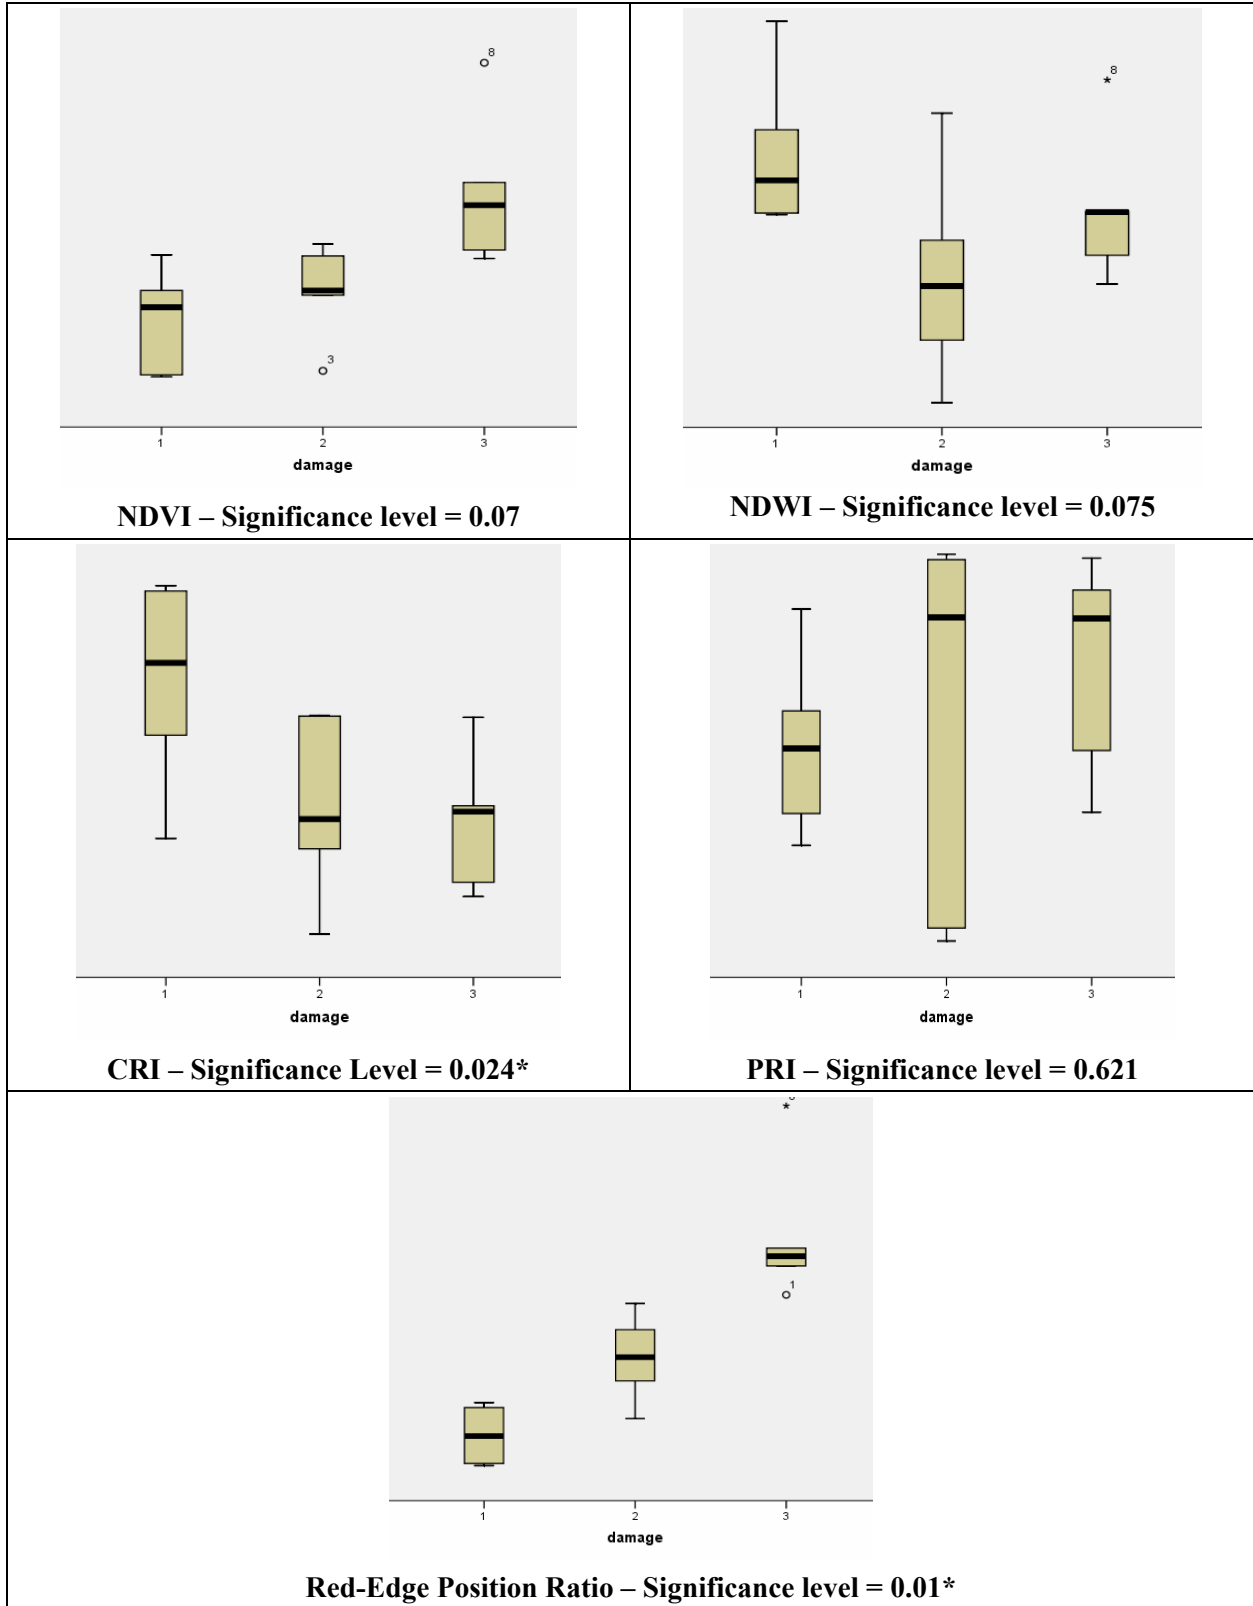 8
3
1 2 3
damage
NDVI – Significance level = 0.07
8
1 2 3
damage
NDWI – Significance level = 0.075
1 2 3
damage
CRI – Significance Level = 0.024*
1 2 3
damage
PRI – Significance level = 0.621
1
1 2 3
damage
Red-Edge Position Ratio – Significance level = 0.01*